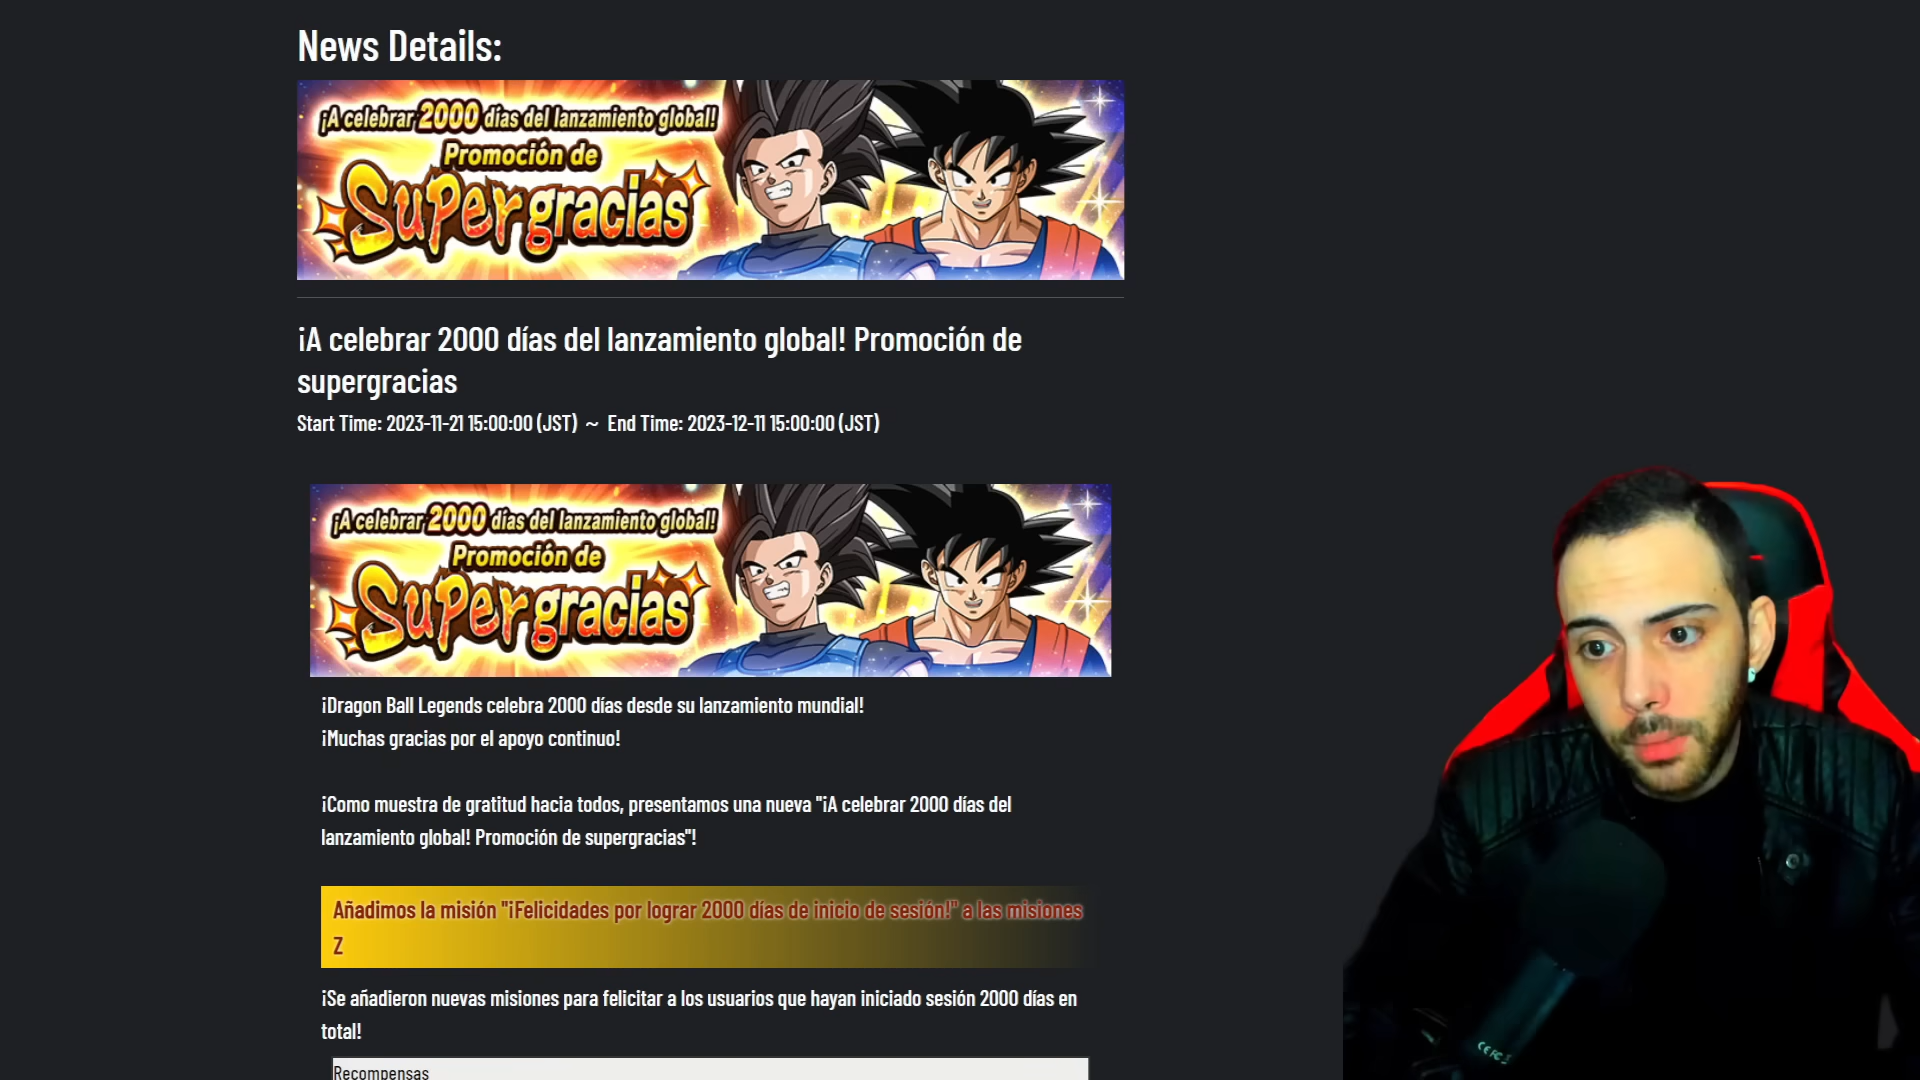 News Details:
¡A celebrar 2000 días del lanzamiento global!
Promoción de
Supergracias
¡A celebrar 2000 días del lanzamiento global! Promoción de
supergracias
Start Time: 2023-11-21 15:00:00 (JST) ~ End Time: 2023-12-11 15:00:00 (JST)
¡A celebrar 2000 días del lanzamiento global!
Promoción de
Supergracias
¡Dragon Ball Legends celebra 2000 días desde su lanzamiento mundial!
¡Muchas gracias por el apoyo continuo!
¡Como muestra de gratitud hacia todos, presentamos una nueva "¡A celebrar 2000 días del
lanzamiento global! Promoción de supergracias"!
Añadimos la misión "¡Felicidades por lograr 2000 días de inicio de sesión!" a las misiones
Z
¡Se añadieron nuevas misiones para felicitar a los usuarios que hayan iniciado sesión 2000 días en
total!
Recompensas